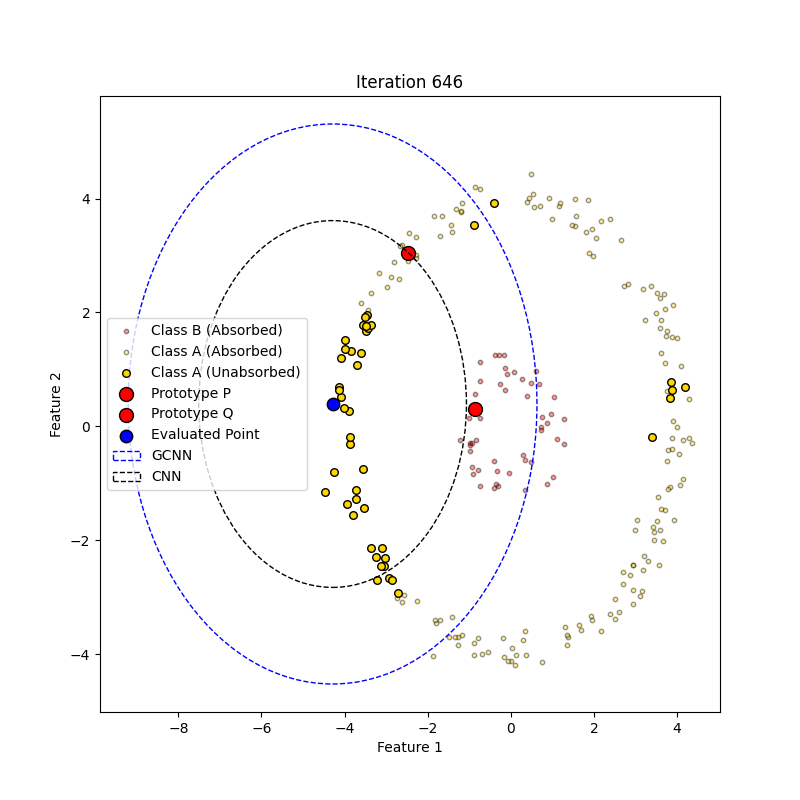 Iteration 646
Feature 2
4
2
0
−2
−4
Class B (Absorbed)
Class A (Absorbed)
Class A (Unabsorbed)
Prototype P
Prototype Q
Evaluated Point
GCNN
CNN
−8 −6 −4 −2 0 2 4
Feature 1